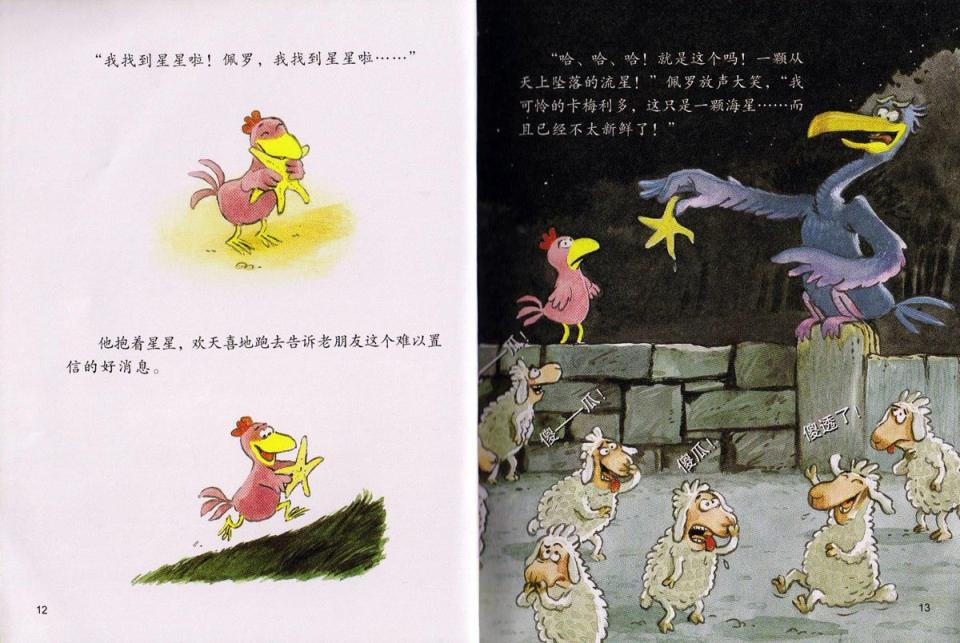 “我找到星星啦！佩罗，我找到星星啦……”
他抱着星星，欢天喜地跑去告诉老朋友这个难以置
信的好消息。
12
“哈、哈、哈！就是这个吗！一颗从
天上坠落的流星！”佩罗放声大笑，“我
可怜的卡梅利多，这只是一颗海星……而
且已经不太新鲜了！”
一瓜！
傻——瓜！
傻瓜！
傻透了！
13